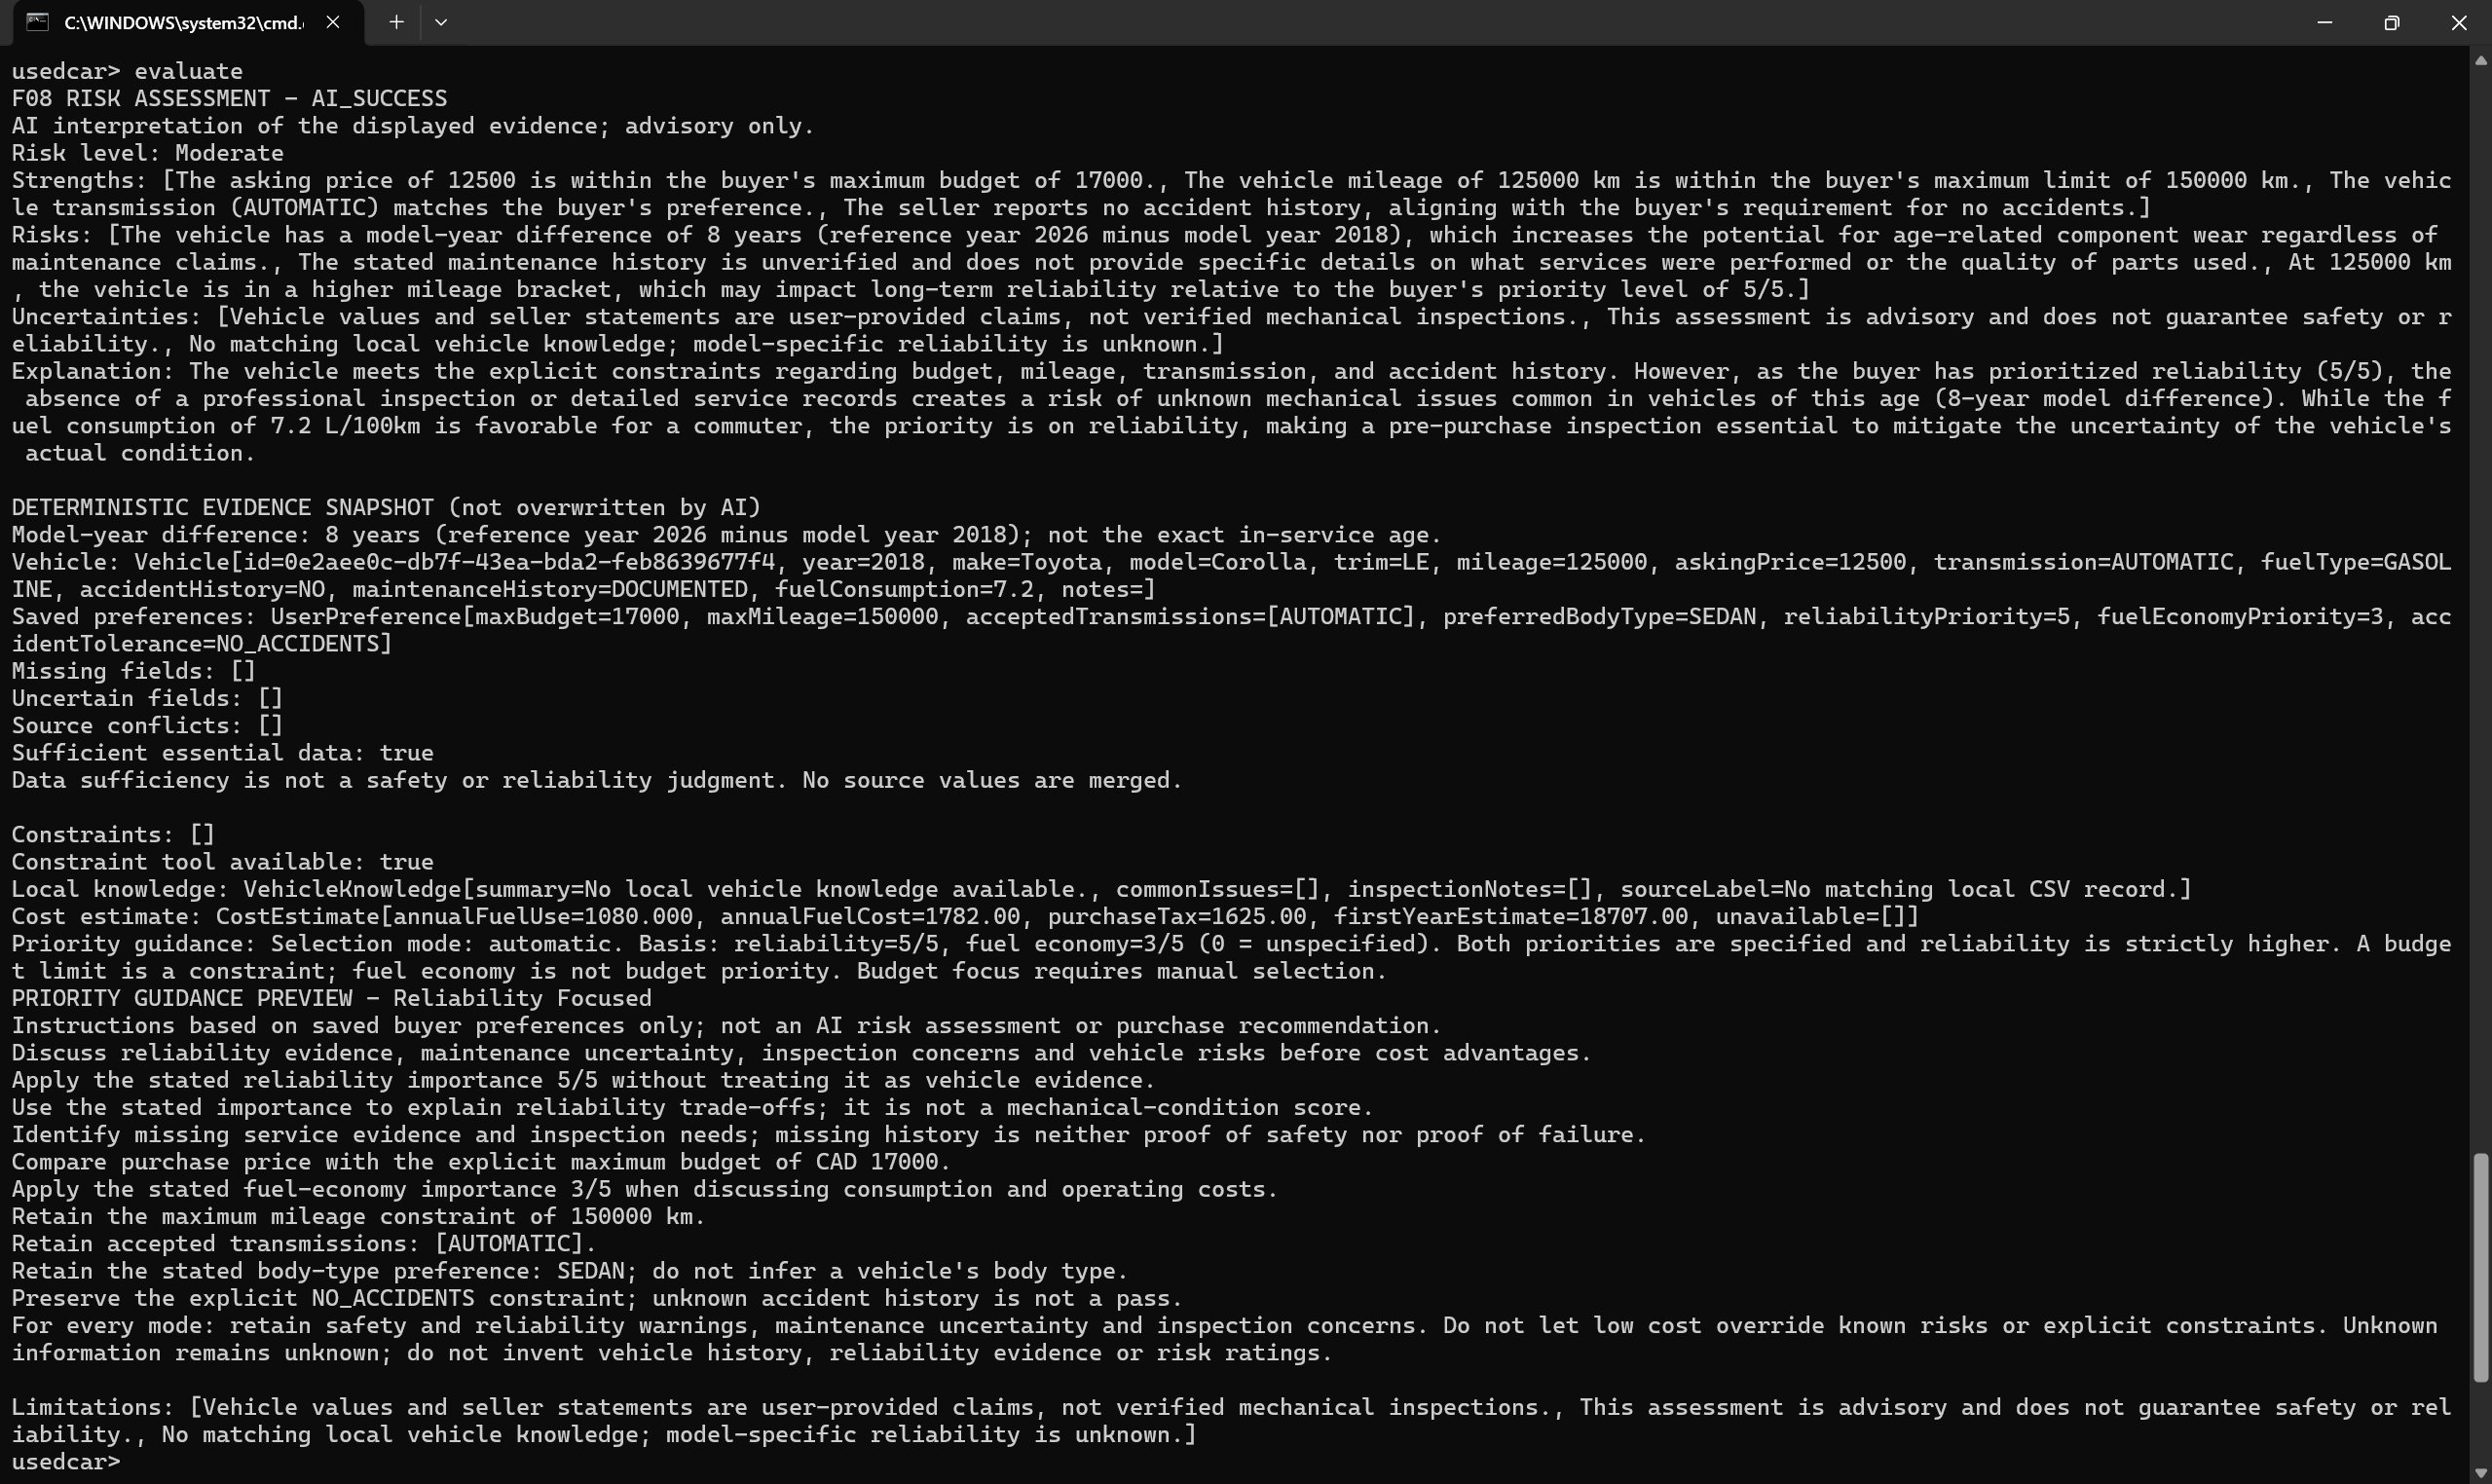 C:\WINDOWS\system32\cmd.
usedcar> evaluate
F08 RISK ASSESSMENT - AI_SUCCESS
AI interpretation of the displayed evidence; advisory only.
Risk level: Moderate
Strengths: [The asking price of 12500 is within the buyer's maximum budget of 17000., The vehicle mileage of 125000 km is within the buyer's maximum limit of 150000 km., The vehic
le transmission (AUTOMATIC) matches the buyer's preference., The seller reports no accident history, aligning with the buyer's requirement for no accidents.]
Risks: [The vehicle has a model-year difference of 8 years (reference year 2026 minus model year 2018), which increases the potential for age-related component wear regardless of
maintenance claims., The stated maintenance history is unverified and does not provide specific details on what services were performed or the quality of parts used., At 125000 km
, the vehicle is in a higher mileage bracket, which may impact long-term reliability relative to the buyer's priority level of 5/5.]
Uncertainties: [Vehicle values and seller statements are user-provided claims, not verified mechanical inspections., This assessment is advisory and does not guarantee safety or r
eliability., No matching local vehicle knowledge; model-specific reliability is unknown.]
Explanation: The vehicle meets the explicit constraints regarding budget, mileage, transmission, and accident history. However, as the buyer has prioritized reliability (5/5), the
 absence of a professional inspection or detailed service records creates a risk of unknown mechanical issues common in vehicles of this age (8-year model difference). While the f
uel consumption of 7.2 L/100km is favorable for a commuter, the priority is on reliability, making a pre-purchase inspection essential to mitigate the uncertainty of the vehicle's
 actual condition.

DETERMINISTIC EVIDENCE SNAPSHOT (not overwritten by AI)
Model-year difference: 8 years (reference year 2026 minus model year 2018); not the exact in-service age.
Vehicle: Vehicle[id=0e2aee0c-db7f-43ea-bda2-feb8639677f4, year=2018, make=Toyota, model=Corolla, trim=LE, mileage=125000, askingPrice=12500, transmission=AUTOMATIC, fuelType=GASOL
INE, accidentHistory=NO, maintenanceHistory=DOCUMENTED, fuelConsumption=7.2, notes=]
Saved preferences: UserPreference[maxBudget=17000, maxMileage=150000, acceptedTransmissions=[AUTOMATIC], preferredBodyType=SEDAN, reliabilityPriority=5, fuelEconomyPriority=3, acc
identTolerance=NO_ACCIDENTS]
Missing fields: []
Uncertain fields: []
Source conflicts: []
Sufficient essential data: true
Data sufficiency is not a safety or reliability judgment. No source values are merged.

Constraints: []
Constraint tool available: true
Local knowledge: VehicleKnowledge[summary=No local vehicle knowledge available., commonIssues=[], inspectionNotes=[], sourceLabel=No matching local CSV record.]
Cost estimate: CostEstimate[annualFuelUse=1080.000, annualFuelCost=1782.00, purchaseTax=1625.00, firstYearEstimate=18707.00, unavailable=[]]
Priority guidance: Selection mode: automatic. Basis: reliability=5/5, fuel economy=3/5 (0 = unspecified). Both priorities are specified and reliability is strictly higher. A budge
t limit is a constraint; fuel economy is not budget priority. Budget focus requires manual selection.
PRIORITY GUIDANCE PREVIEW - Reliability Focused
Instructions based on saved buyer preferences only; not an AI risk assessment or purchase recommendation.
Discuss reliability evidence, maintenance uncertainty, inspection concerns and vehicle risks before cost advantages.
Apply the stated reliability importance 5/5 without treating it as vehicle evidence.
Use the stated importance to explain reliability trade-offs; it is not a mechanical-condition score.
Identify missing service evidence and inspection needs; missing history is neither proof of safety nor proof of failure.
Compare purchase price with the explicit maximum budget of CAD 17000.
Apply the stated fuel-economy importance 3/5 when discussing consumption and operating costs.
Retain the maximum mileage constraint of 150000 km.
Retain accepted transmissions: [AUTOMATIC].
Retain the stated body-type preference: SEDAN; do not infer a vehicle's body type.
Preserve the explicit NO_ACCIDENTS constraint; unknown accident history is not a pass.
For every mode: retain safety and reliability warnings, maintenance uncertainty and inspection concerns. Do not let low cost override known risks or explicit constraints. Unknown
information remains unknown; do not invent vehicle history, reliability evidence or risk ratings.

Limitations: [Vehicle values and seller statements are user-provided claims, not verified mechanical inspections., This assessment is advisory and does not guarantee safety or rel
iability., No matching local vehicle knowledge; model-specific reliability is unknown.]
usedcar>